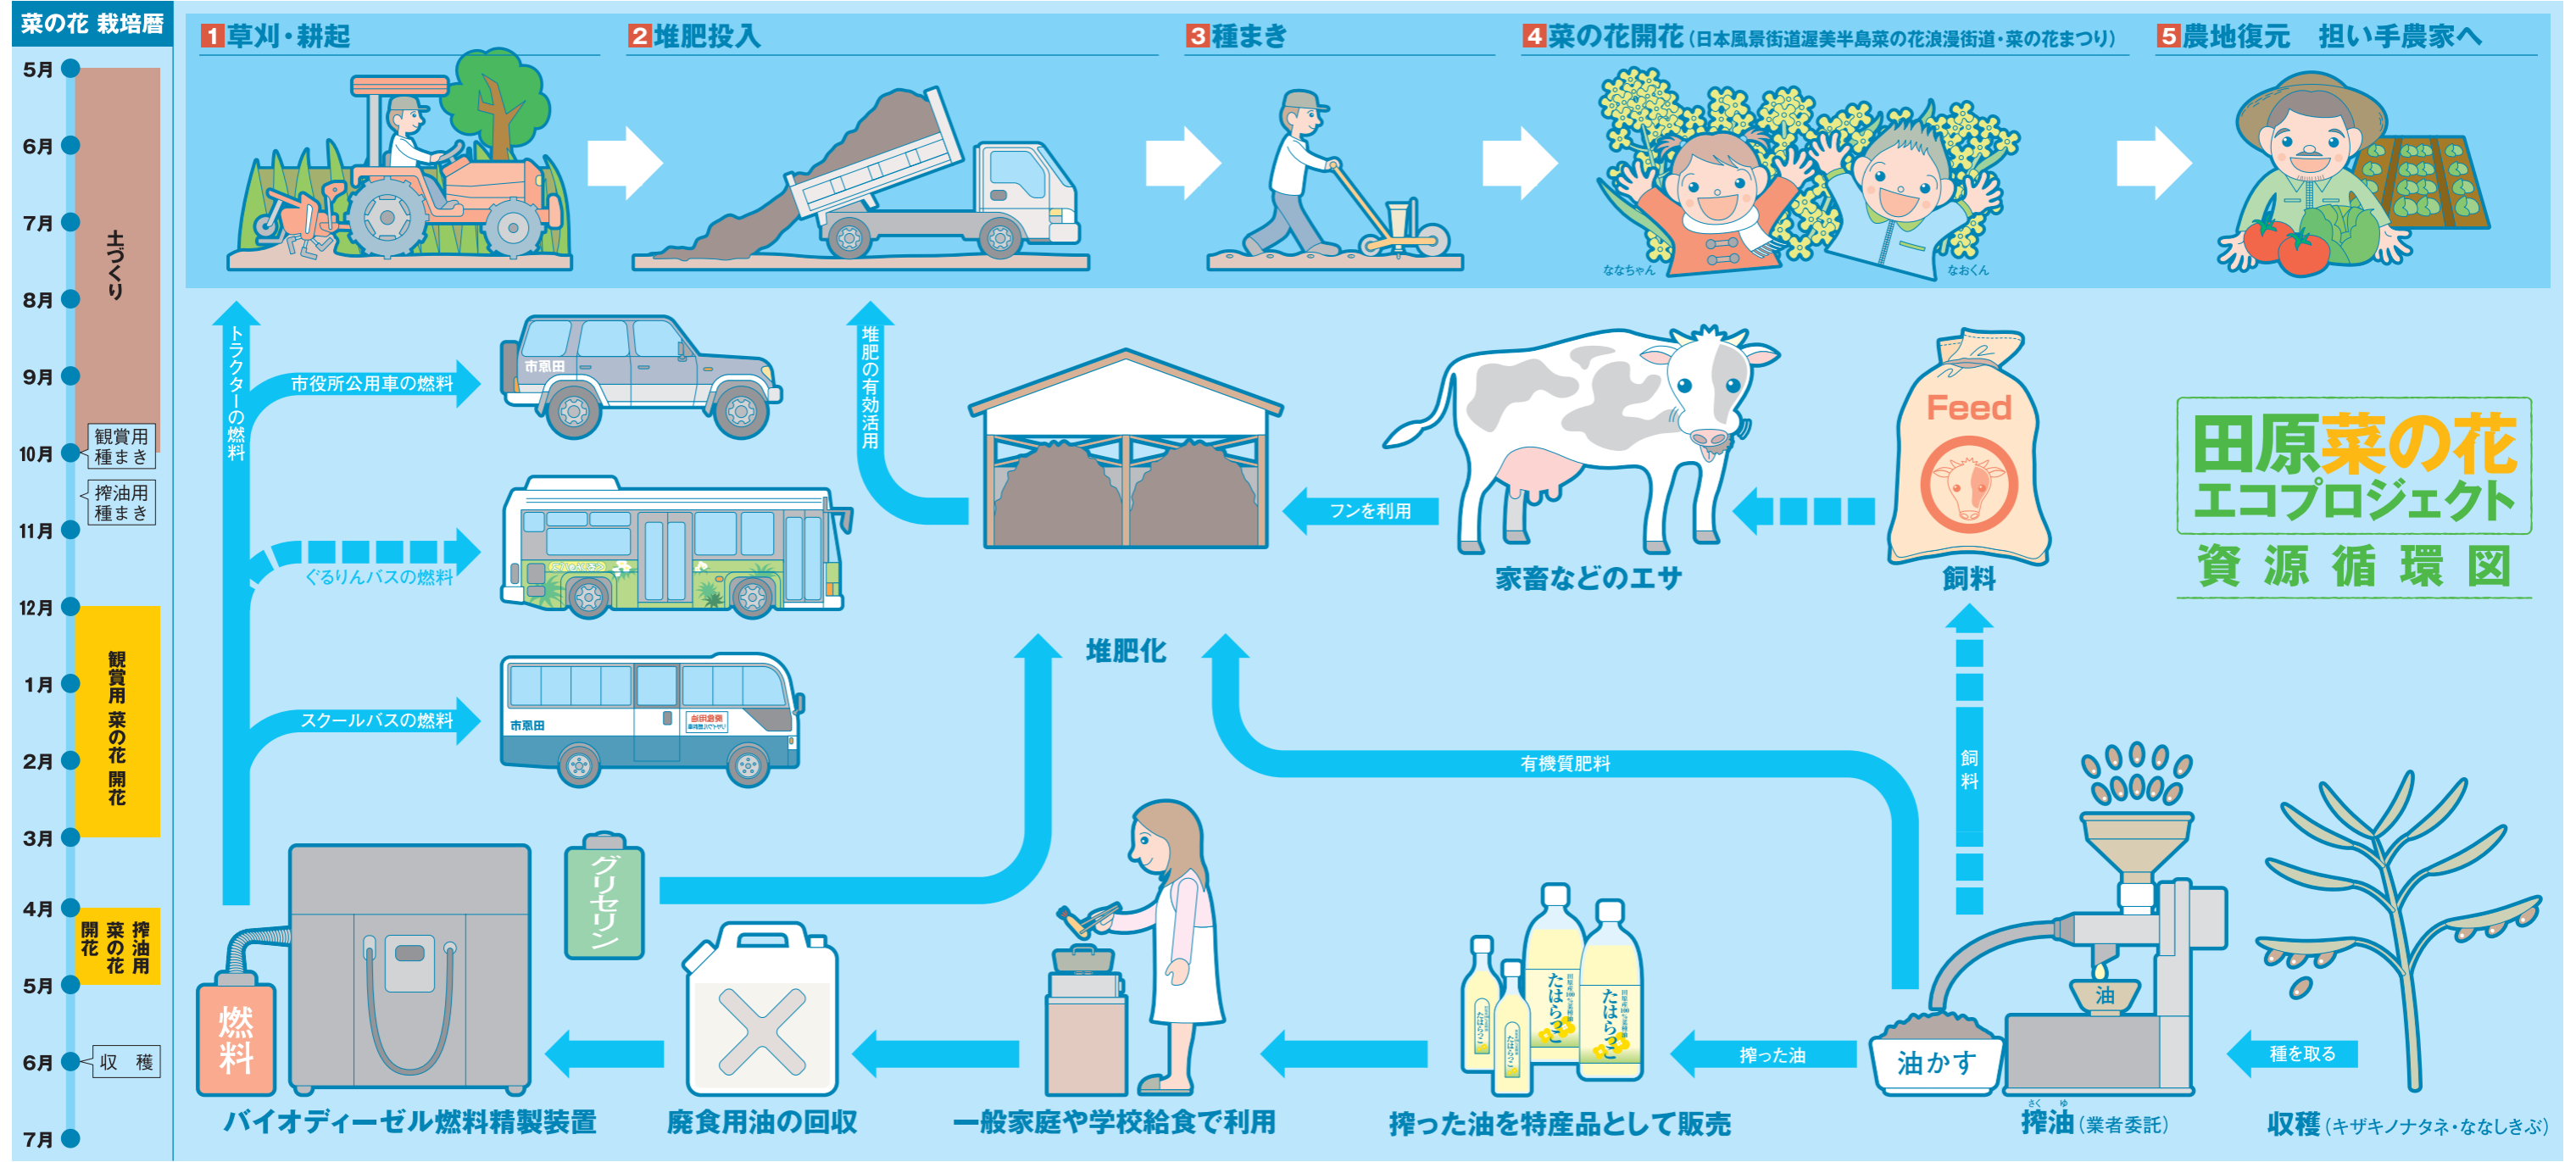 菜の花 栽培暦
5月
6月
7月
8月
9月
10月
11月
12月
1月
2月
3月
4月
5月
6月
7月
土づくり
観賞用
種まき
搾油用
種まき
観賞用 菜の花 開花
搾油用
菜の花
開花
収 穫
1 草刈・耕起
2 堆肥投入
3 種まき
4 菜の花開花(日本風景街道渥美半島菜の花浪漫街道・菜の花まつり)
5 農地復元 担い手農家へ
ななちゃん
なおくん
トラクターの燃料
市役所公用車の燃料
ぐるりんバスの燃料
スクールバスの燃料
田原市
田原市
堆肥の有効活用
フンを利用
家畜などのエサ
Feed
飼料
田原菜の花
エコプロジェクト
資源循環図
堆肥化
有機質肥料
飼料
グリセリン
燃料
バイオディーゼル燃料精製装置
廃食用油の回収
一般家庭や学校給食で利用
たはらっこ
たはらっこ
たはらっこ
たはらっこ
搾った油を特産品として販売
搾った油
油
油かす
さく ゆ
搾油(業者委託)
種を取る
収穫(キザキノナタネ・ななしきぶ)